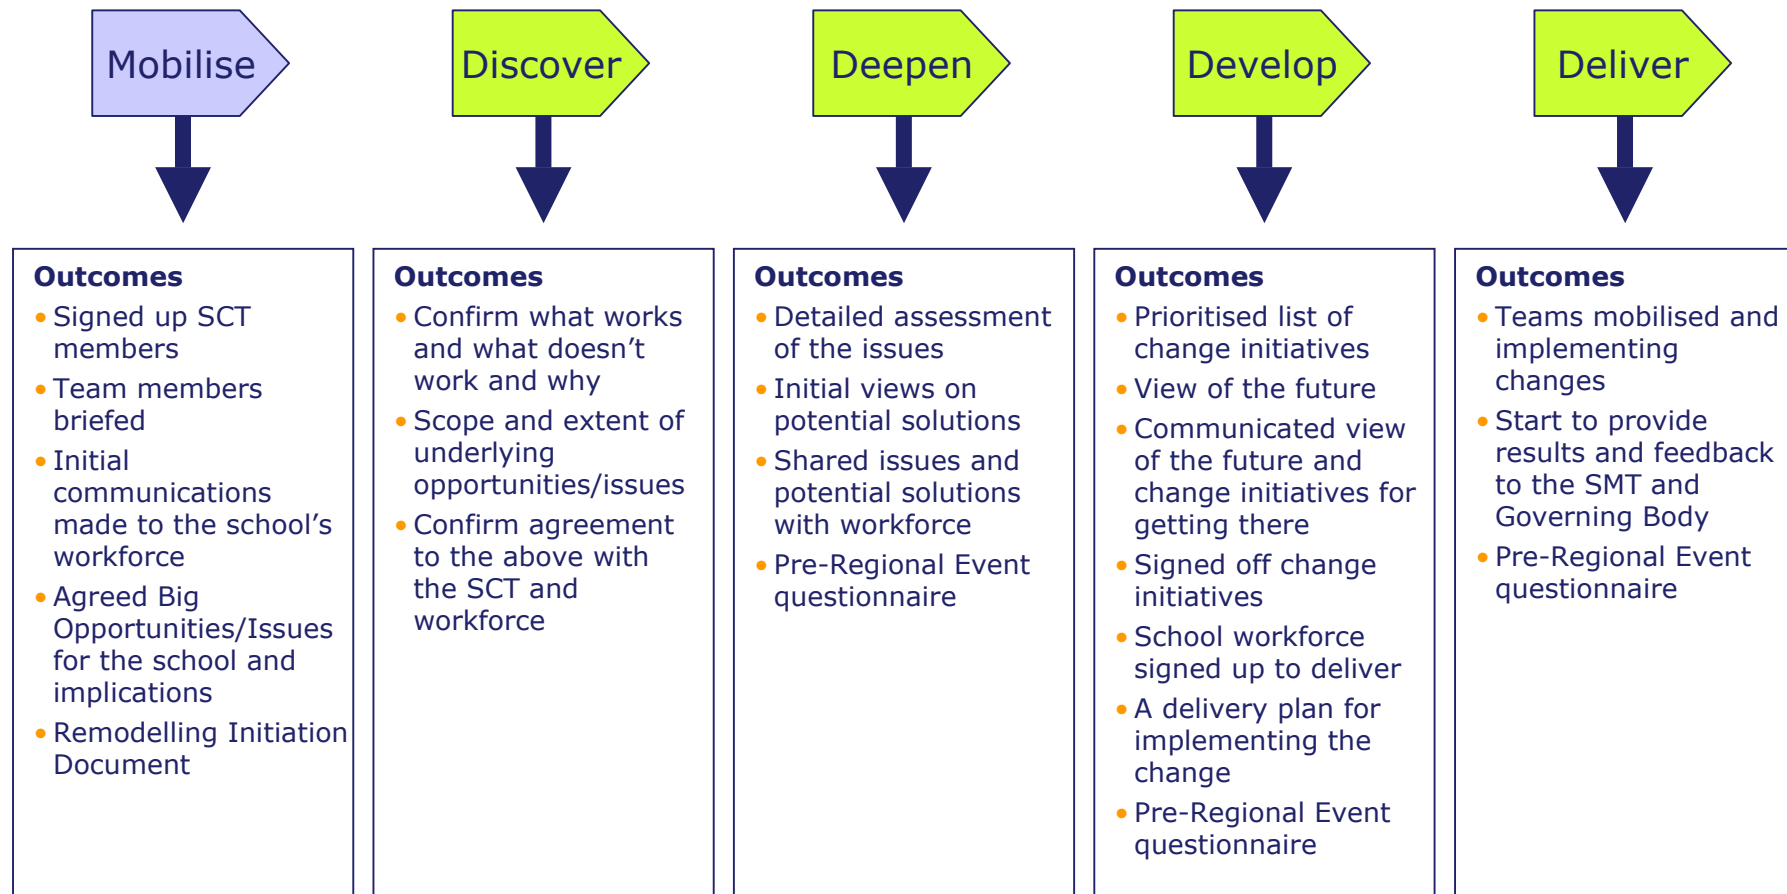 Mobilise
Discover
Deepen
Develop
Deliver
Outcomes
• Signed up SCT
members
• Team members
briefed
• Initial
communications
made to the school’s
workforce
• Agreed Big
Opportunities/Issues
for the school and
implications
• Remodelling Initiation
Document
Outcomes
• Confirm what works
and what doesn’t
work and why
• Scope and extent of
underlying
opportunities/issues
• Confirm agreement
to the above with
the SCT and
workforce
Outcomes
• Detailed assessment
of the issues
• Initial views on
potential solutions
• Shared issues and
potential solutions
with workforce
• Pre-Regional Event
questionnaire
Outcomes
• Prioritised list of
change initiatives
• View of the future
• Communicated view
of the future and
change initiatives for
getting there
• Signed off change
initiatives
• School workforce
signed up to deliver
• A delivery plan for
implementing the
change
• Pre-Regional Event
questionnaire
Outcomes
• Teams mobilised and
implementing
changes
• Start to provide
results and feedback
to the SMT and
Governing Body
• Pre-Regional Event
questionnaire